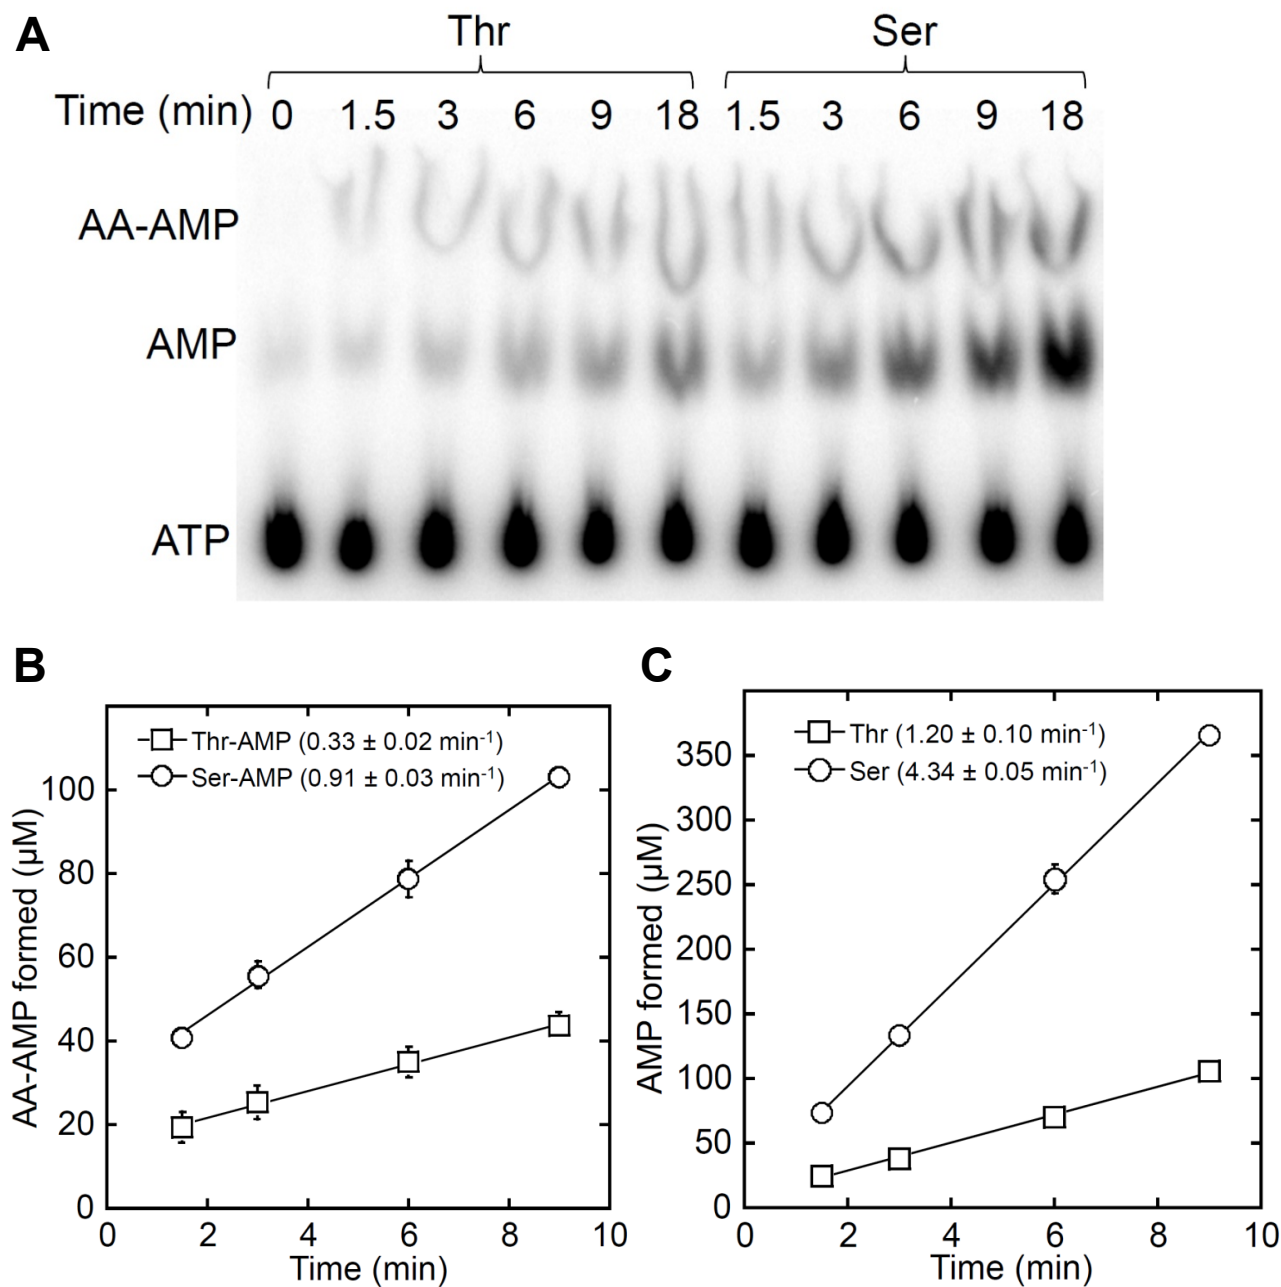 A
Thr Ser
Time (min) 0 1.5 3 6 9 18 1.5 3 6 9 18
AA-AMP
AMP
ATP
B
AA-AMP formed (µM)
100
80
60
40
20
0
Thr-AMP (0.33 ± 0.02 min⁻¹)
Ser-AMP (0.91 ± 0.03 min⁻¹)
0 2 4 6 8 10
Time (min)
C
AMP formed (µM)
350
300
250
200
150
100
50
0
Thr (1.20 ± 0.10 min⁻¹)
Ser (4.34 ± 0.05 min⁻¹)
0 2 4 6 8 10
Time (min)